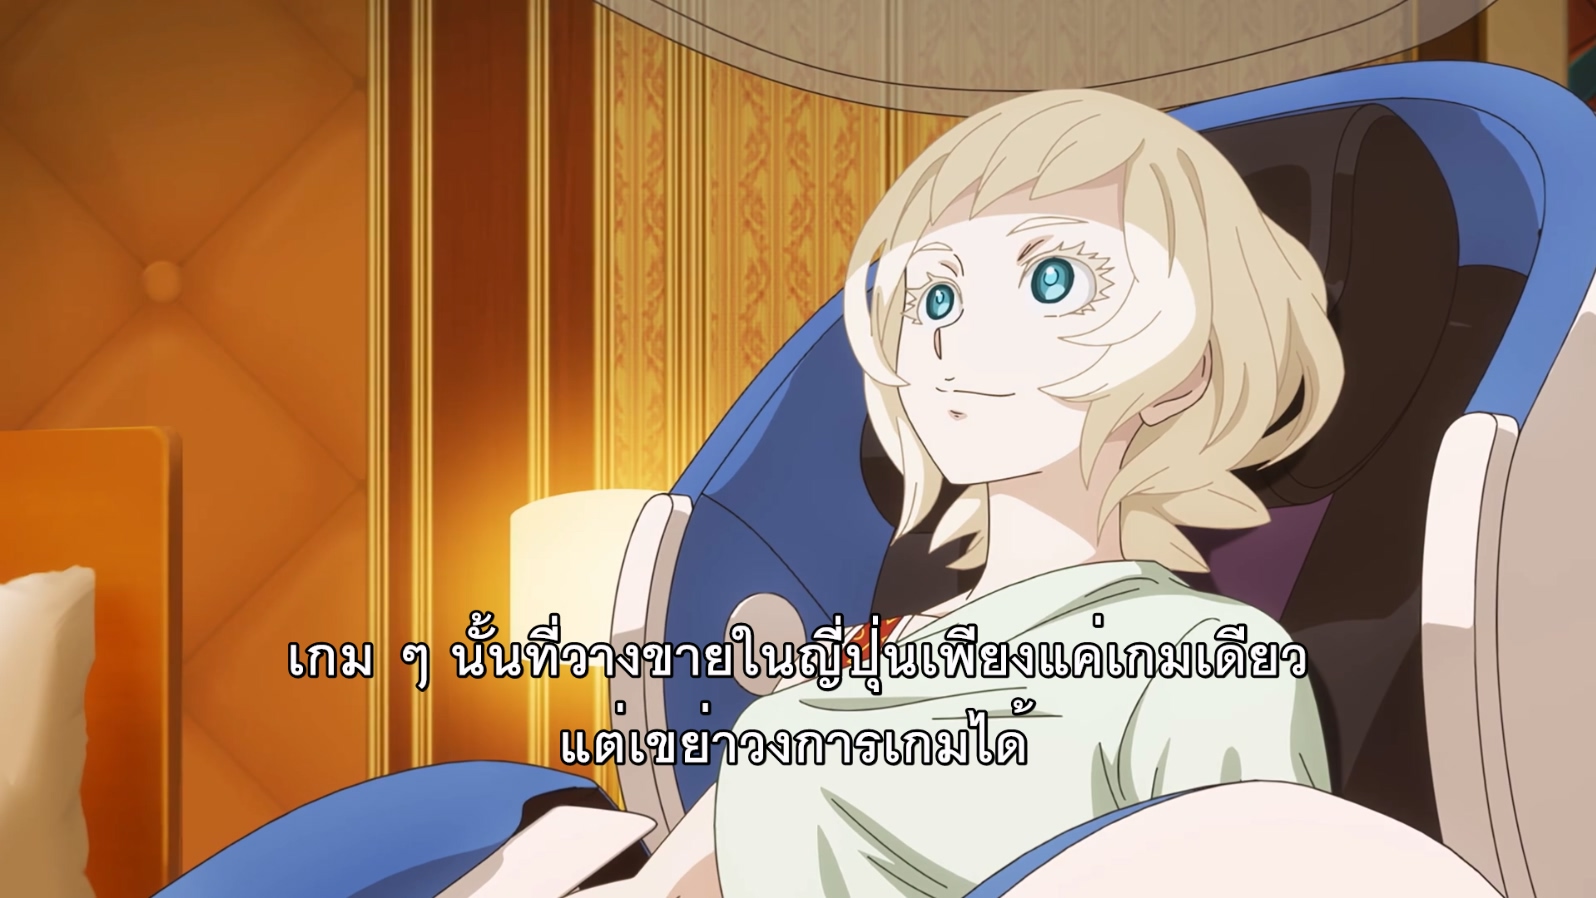 เกม ๆ นั้นที่วางขายในญี่ปุ่นเพียงแค่เกมเดียว
แต่เขย่าวงการเกมได้